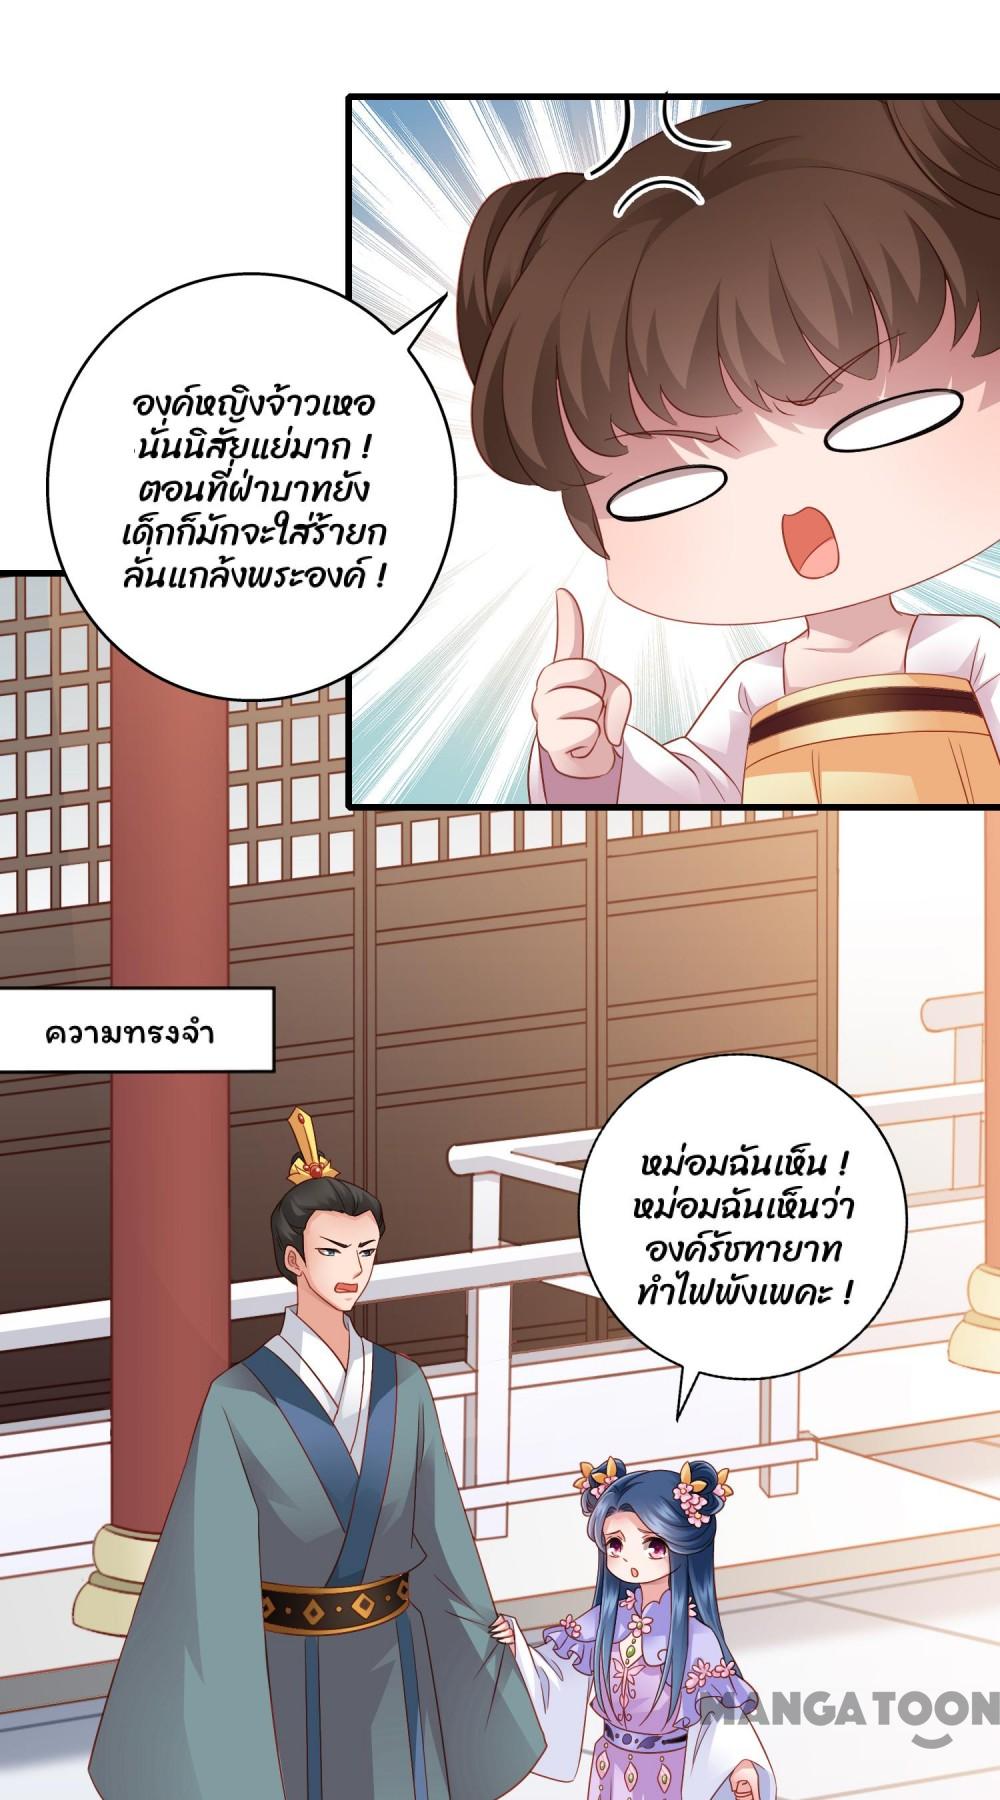 องค์หญิงจ้าวเหอ
นั่นนิสัยแย่มาก !
ตอนที่ฝ่าบาทยัง
เด็กก็มักจะใส่ร้ายก
ลั่นแกล้งพระองค์ !
ความทรงจำ
หม่อมฉันเห็น !
หม่อมฉันเห็นว่า
องค์รัชทายาท
ทำไฟพังเพคะ !
MANGATOON